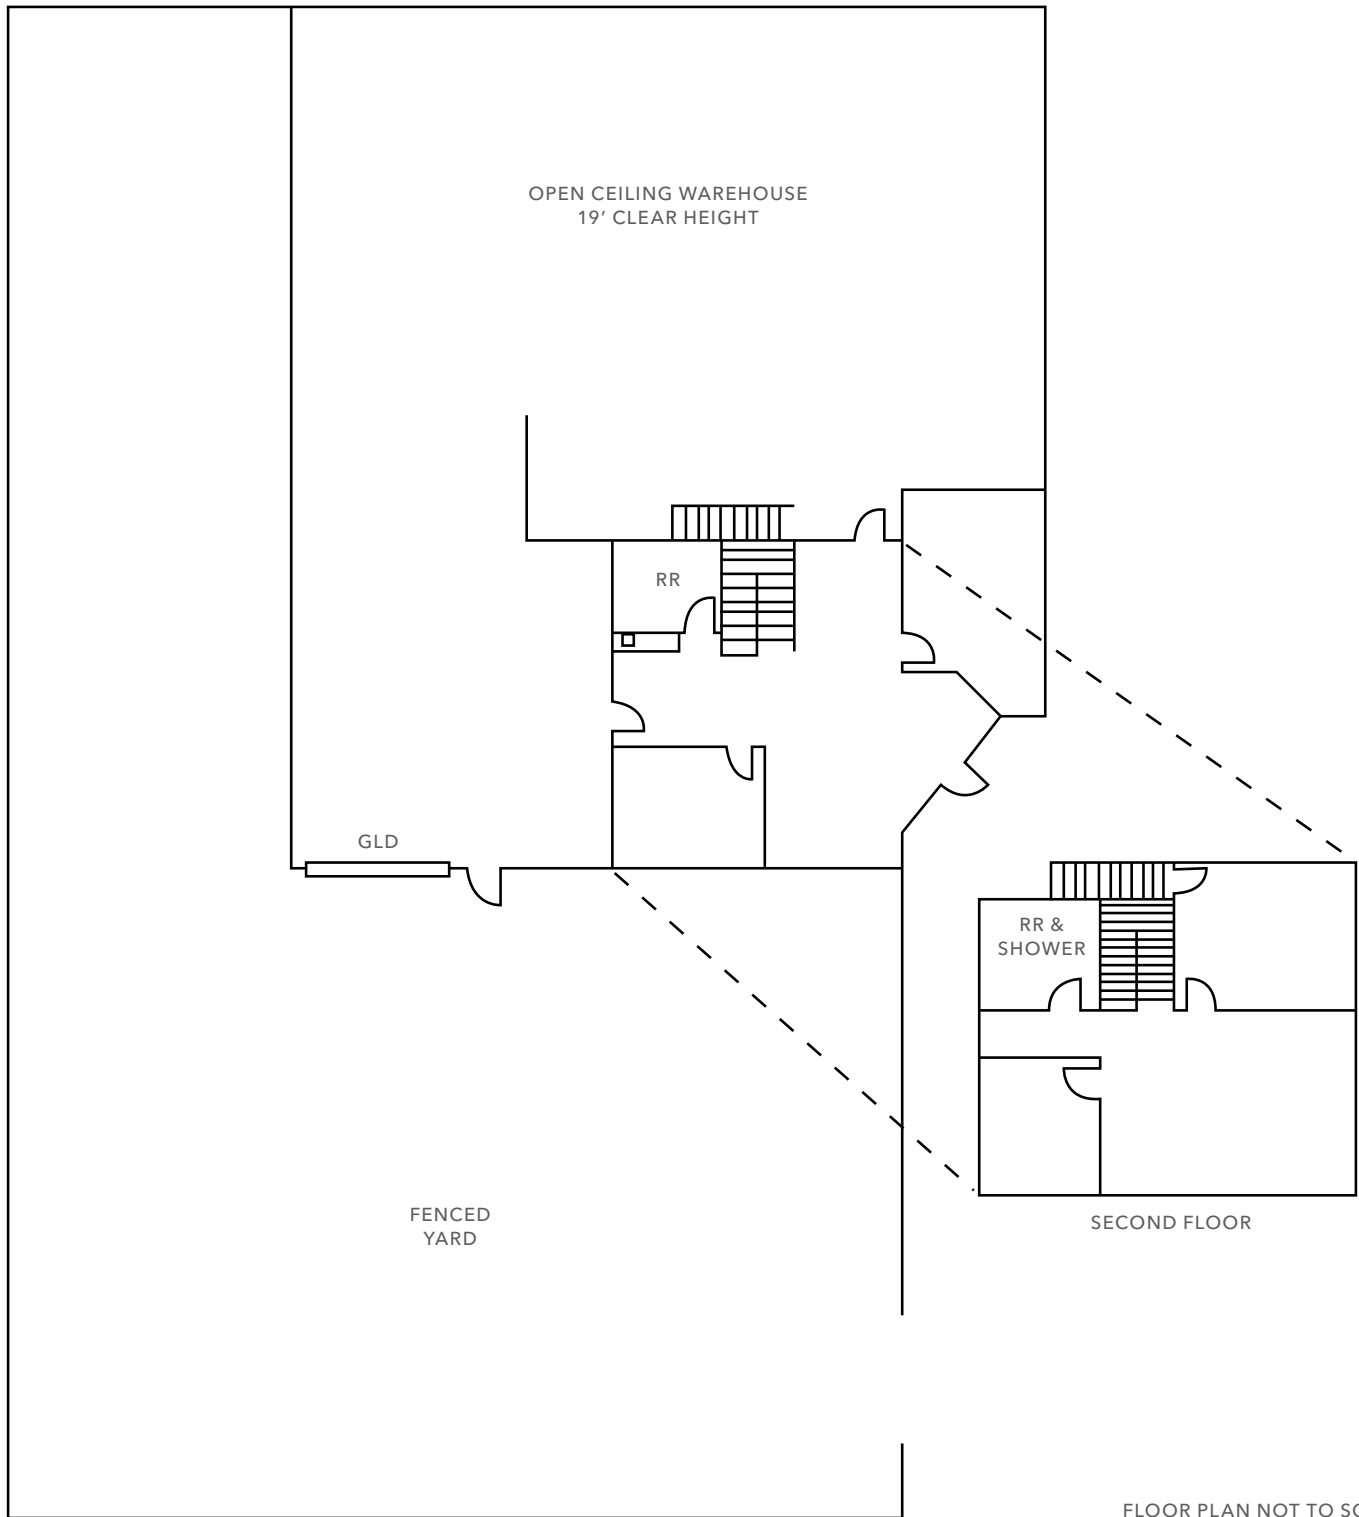 OPEN CEILING WAREHOUSE
19’ CLEAR HEIGHT
RR
GLD
RR &
SHOWER
FENCED
YARD
SECOND FLOOR
FLOOR PLAN NOT TO